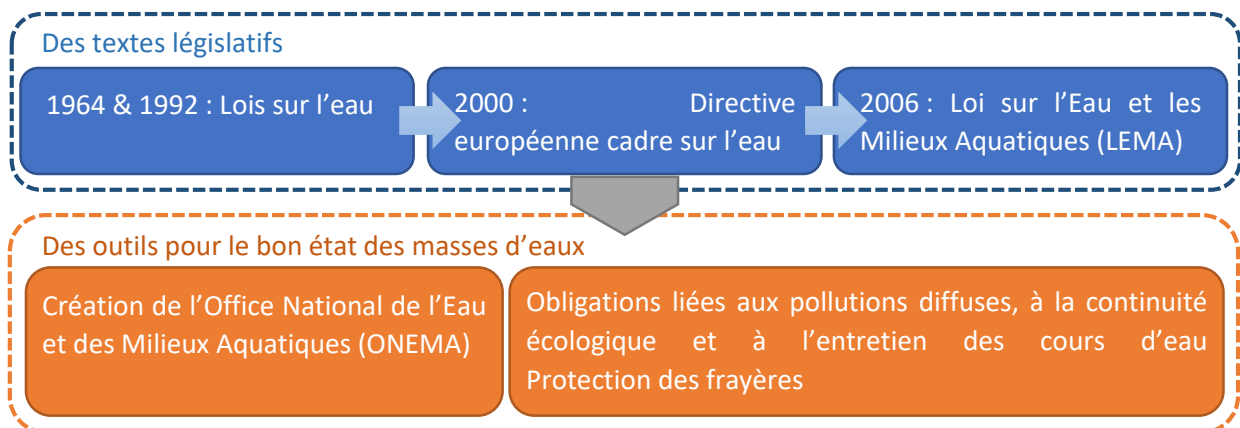 Des textes législatifs
1964 & 1992 : Lois sur l’eau
2000 : Directive
européenne cadre sur l’eau
2006 : Loi sur l’Eau et les
Milieux Aquatiques (LEMA)
Des outils pour le bon état des masses d’eaux
Création de l’Office National de l’Eau
et des Milieux Aquatiques (ONEMA)
Obligations liées aux pollutions diffuses, à la continuité
écologique et à l’entretien des cours d’eau
Protection des frayères